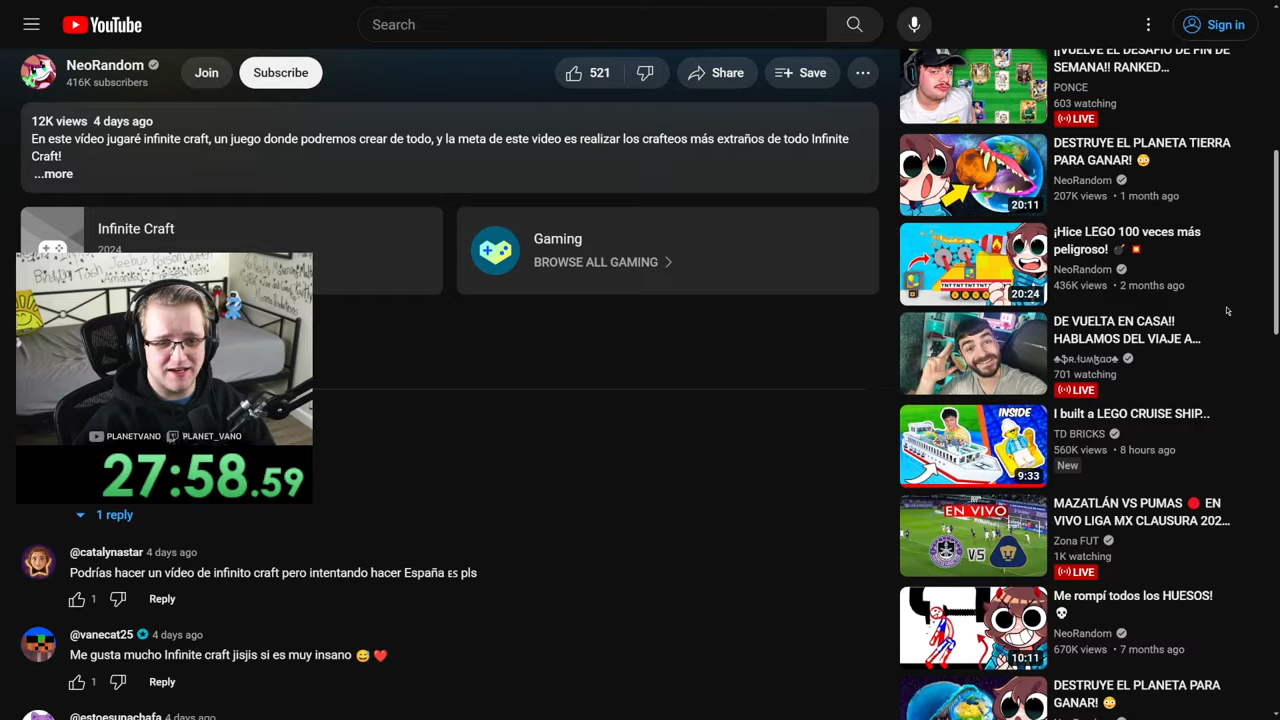 YouTube
Search
Sign in
NeoRandom
416K subscribers
Join
Subscribe
521
Share
Save
12K views 4 days ago
En este vídeo jugaré infinite craft, un juego donde podremos crear de todo, y la meta de este video es realizar los crafteos más extraños de todo Infinite
Craft!
...more
Infinite Craft
2024
Gaming
BROWSE ALL GAMING
PLANETVANO PLANET_VANO
27:58.59
1 reply
@catalynastar 4 days ago
Podrías hacer un vídeo de infinito craft pero intentando hacer España ES pls
1
Reply
@vanecat25 4 days ago
Me gusta mucho Infinite craft jisjis si es muy insano 😅 ❤️
1
Reply
@estoesunachafa 4 days ago
¡¡VUELVE EL DESAFIO DE FIN DE
SEMANA!! RANKED...
PONCE
603 watching
LIVE
20:11
DESTRUYE EL PLANETA TIERRA
PARA GANAR! 😳
NeoRandom
207K views • 1 month ago
TNT TNT TNT
20:24
¡Hice LEGO 100 veces más
peligroso! 💣 💥
NeoRandom
436K views • 2 months ago
DE VUELTA EN CASA!!
HABLAMOS DEL VIAJE A...
701 watching
LIVE
INSIDE
9:33
I built a LEGO CRUISE SHIP...
TD BRICKS
560K views • 8 hours ago
New
EN VIVO
VS
MAZATLÁN VS PUMAS 🔴 EN
VIVO LIGA MX CLAUSURA 202...
Zona FUT
1K watching
LIVE
10:11
Me rompí todos los HUESOS!
💀
NeoRandom
670K views • 7 months ago
DESTRUYE EL PLANETA PARA
GANAR! 😳